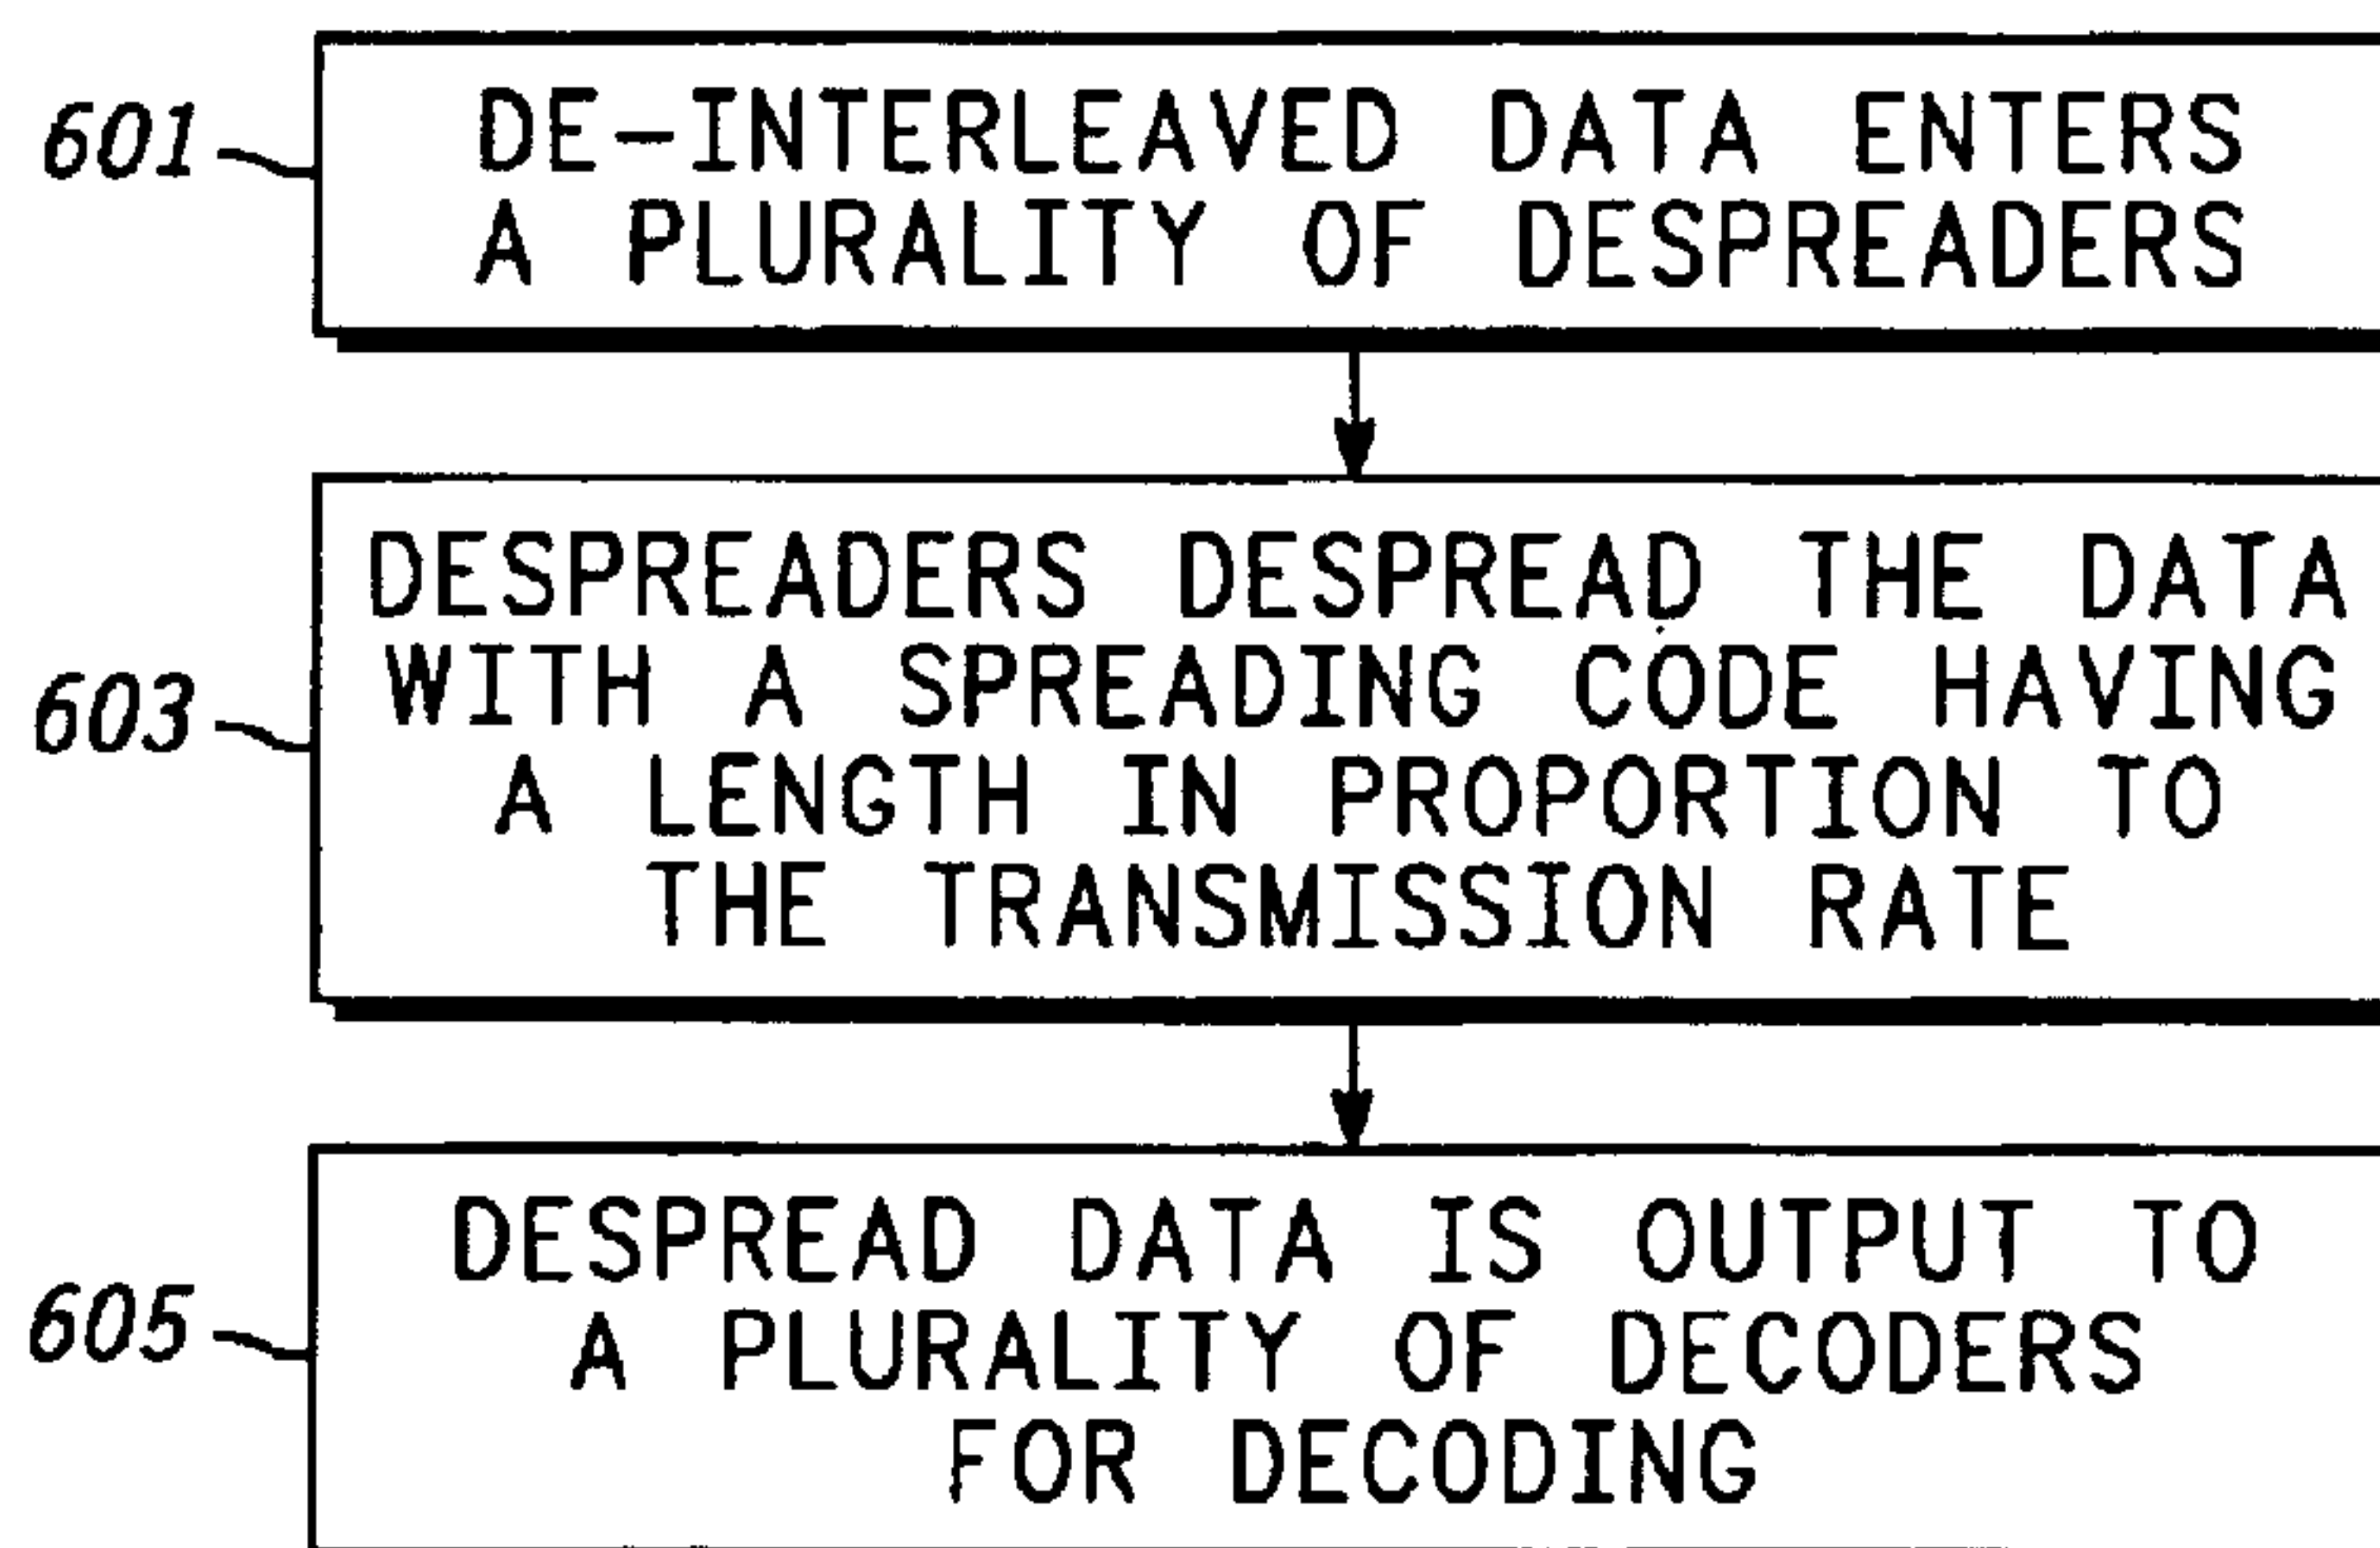 601
DE-INTERLEAVED DATA ENTERS
A PLURALITY OF DESPREADERS
603
DESPREADERS DESPREAD THE DATA
WITH A SPREADING CODE HAVING
A LENGTH IN PROPORTION TO
THE TRANSMISSION RATE
605
DESPREAD DATA IS OUTPUT TO
A PLURALITY OF DECODERS
FOR DECODING